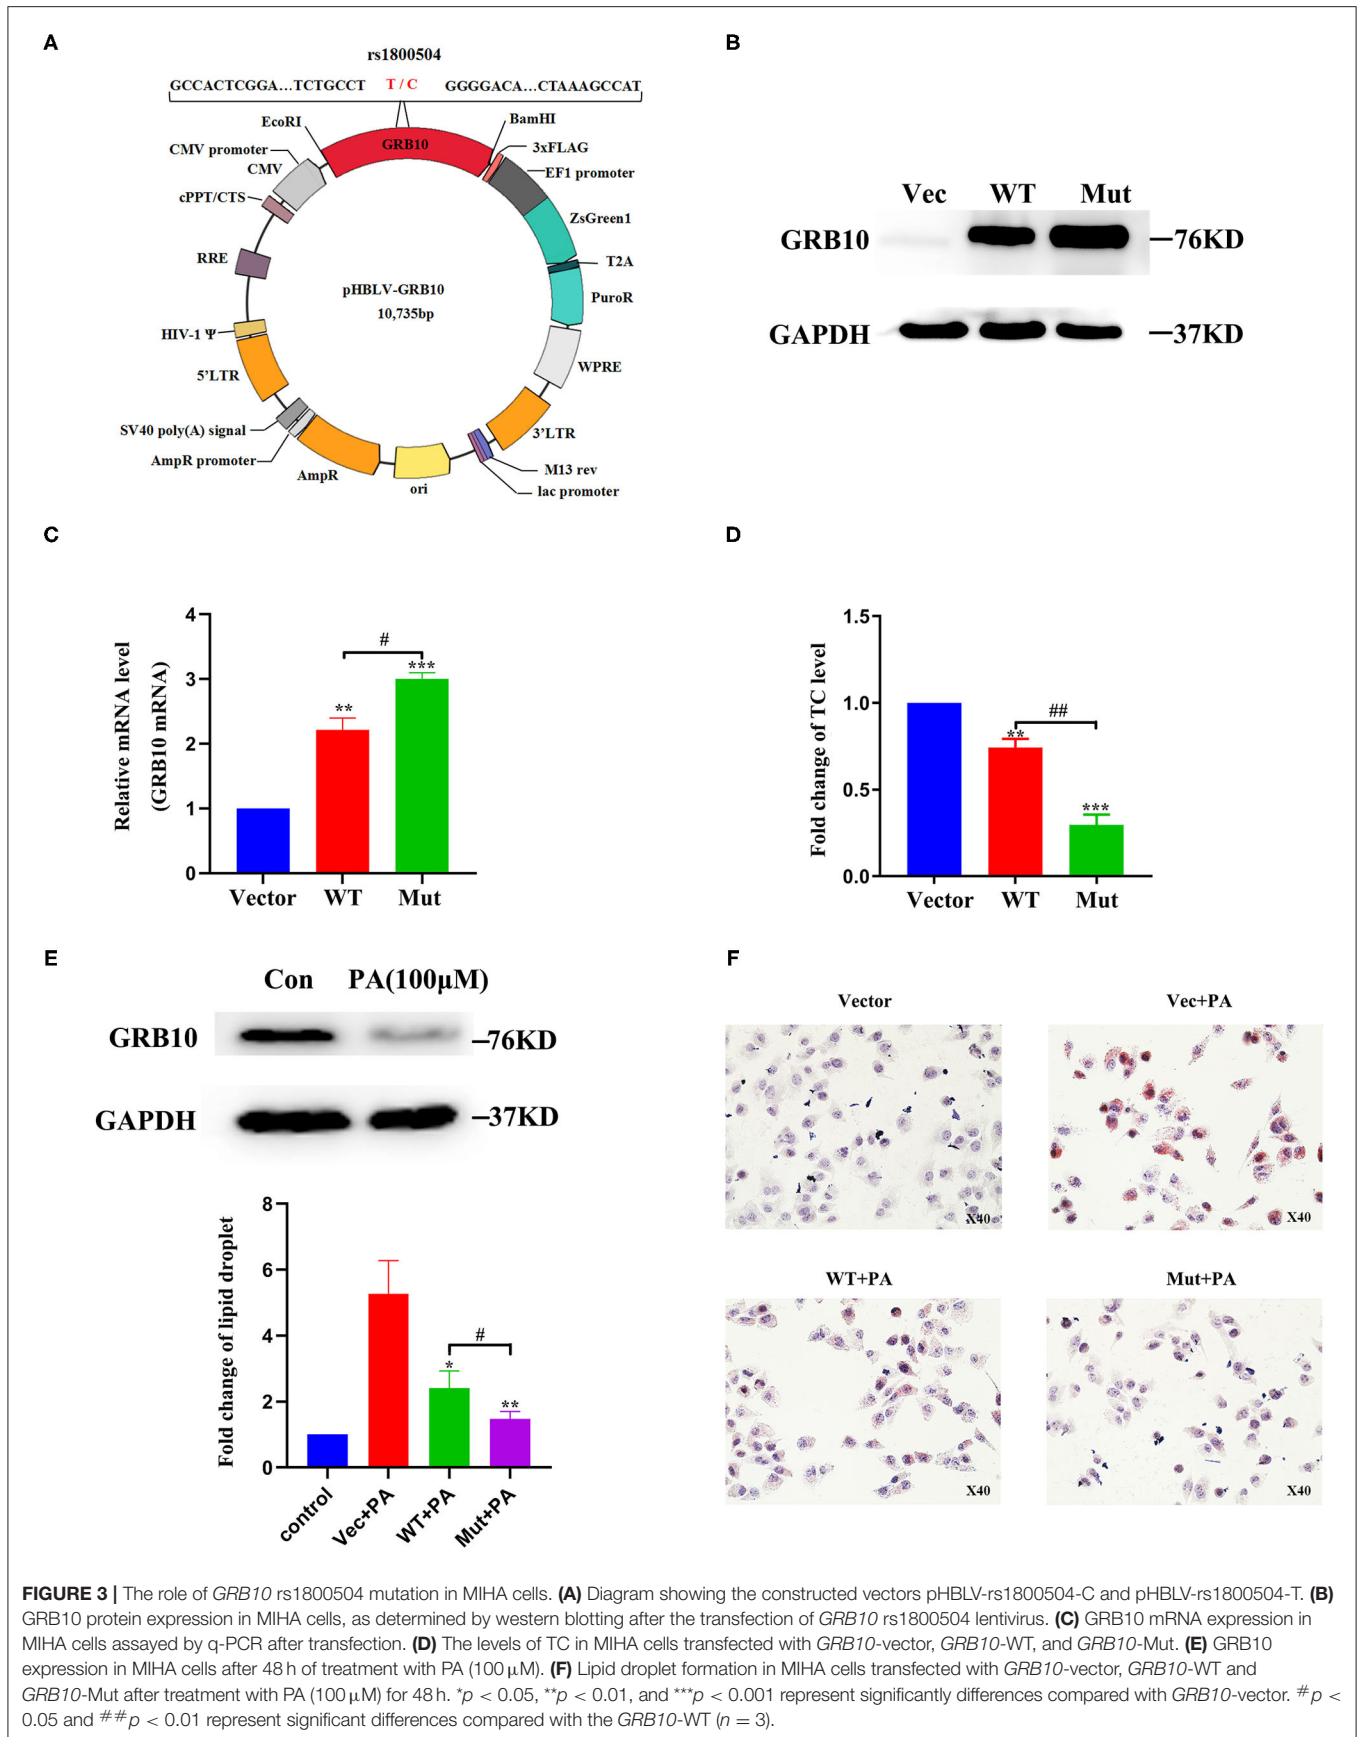 A
rs1800504
GCCACTCGGA...TCTGCCT T / C GGGGACA...CTAAAGCCAT
EcoRI
BamHI
CMV promoter
GRB10
3xFLAG
CMV
EF1 promoter
cPPT/CTS
ZsGreen1
RRE
T2A
pHBLV-GRB10
PuroR
10,735bp
HIV-1 Ψ
WPRE
5'LTR
SV40 poly(A) signal
3'LTR
AmpR promoter
M13 rev
AmpR
ori
lac promoter
B
Vec WT Mut
GRB10 —76KD
GAPDH —37KD
C
Relative mRNA level
(GRB10 mRNA)
4
3
2
1
0
#
***
**
Vector WT Mut
D
Fold change of TC level
1.5
1.0
0.5
0.0
##
**
***
Vector WT Mut
E
Con PA(100μM)
GRB10 –76KD
GAPDH –37KD
Fold change of lipid droplet
8
6
4
2
0
#
*
**
control Vec+PA WT+PA Mut+PA
F
Vector Vec+PA
X40 X40
WT+PA Mut+PA
X40 X40
FIGURE 3 | The role of GRB10 rs1800504 mutation in MIHA cells. (A) Diagram showing the constructed vectors pHBLV-rs1800504-C and pHBLV-rs1800504-T. (B)
GRB10 protein expression in MIHA cells, as determined by western blotting after the transfection of GRB10 rs1800504 lentivirus. (C) GRB10 mRNA expression in
MIHA cells assayed by q-PCR after transfection. (D) The levels of TC in MIHA cells transfected with GRB10-vector, GRB10-WT, and GRB10-Mut. (E) GRB10
expression in MIHA cells after 48 h of treatment with PA (100 μM). (F) Lipid droplet formation in MIHA cells transfected with GRB10-vector, GRB10-WT and
GRB10-Mut after treatment with PA (100 μM) for 48 h. *p < 0.05, **p < 0.01, and ***p < 0.001 represent significantly differences compared with GRB10-vector. #p <
0.05 and ##p < 0.01 represent significant differences compared with the GRB10-WT (n = 3).